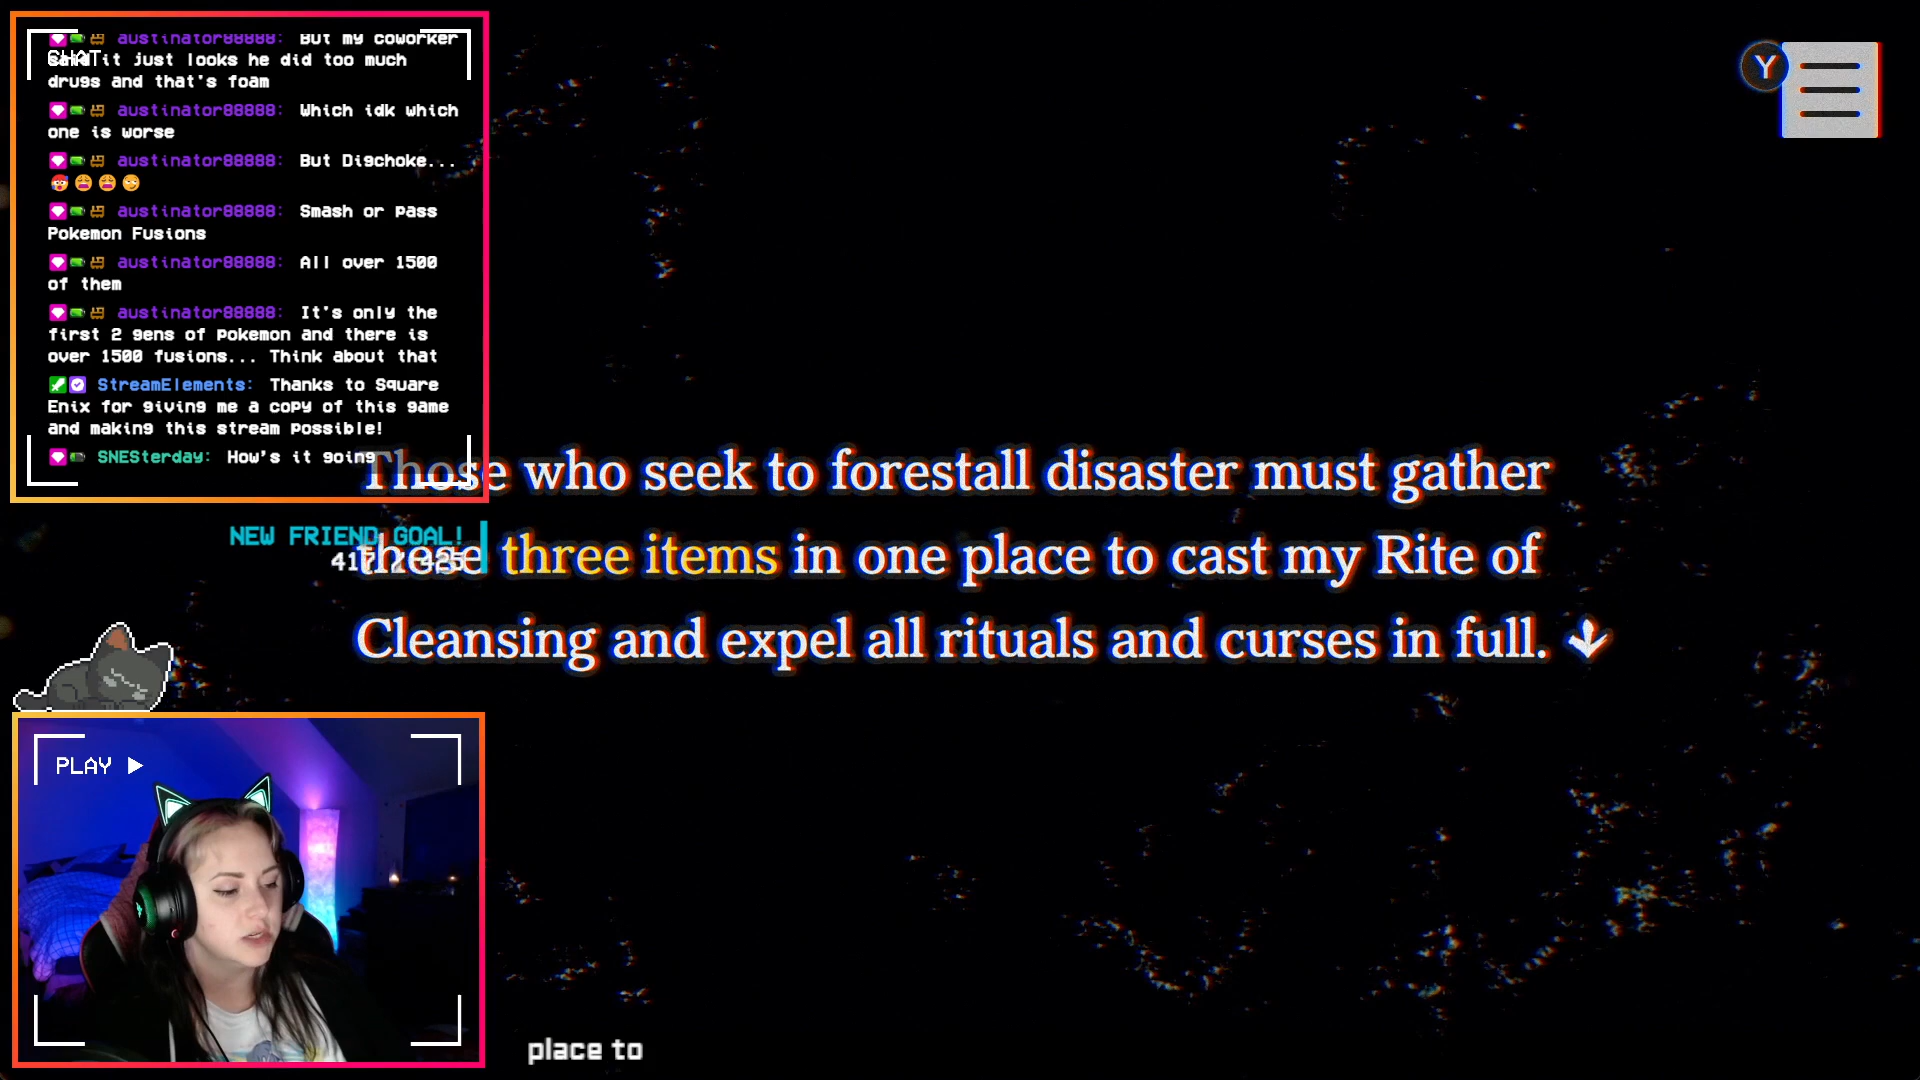 austinator88888: But my coworker
CHAT
said it just looks he did too much
drugs and that's foam
austinator88888: Which idk which
one is worse
austinator88888: But Digchoke...
austinator88888: Smash or Pass
Pokemon Fusions
austinator88888: All over 1500
of them
austinator88888: It's only the
first 2 gens of Pokemon and there is
over 1500 fusions... Think about that
StreamElements: Thanks to Square
Enix for giving me a copy of this game
and making this stream possible!
SNESterday: How's it going
Y
Those who seek to forestall disaster must gather
these three items in one place to cast my Rite of
Cleansing and expel all rituals and curses in full.
NEW FRIEND GOAL!
417 / 425
PLAY
place to